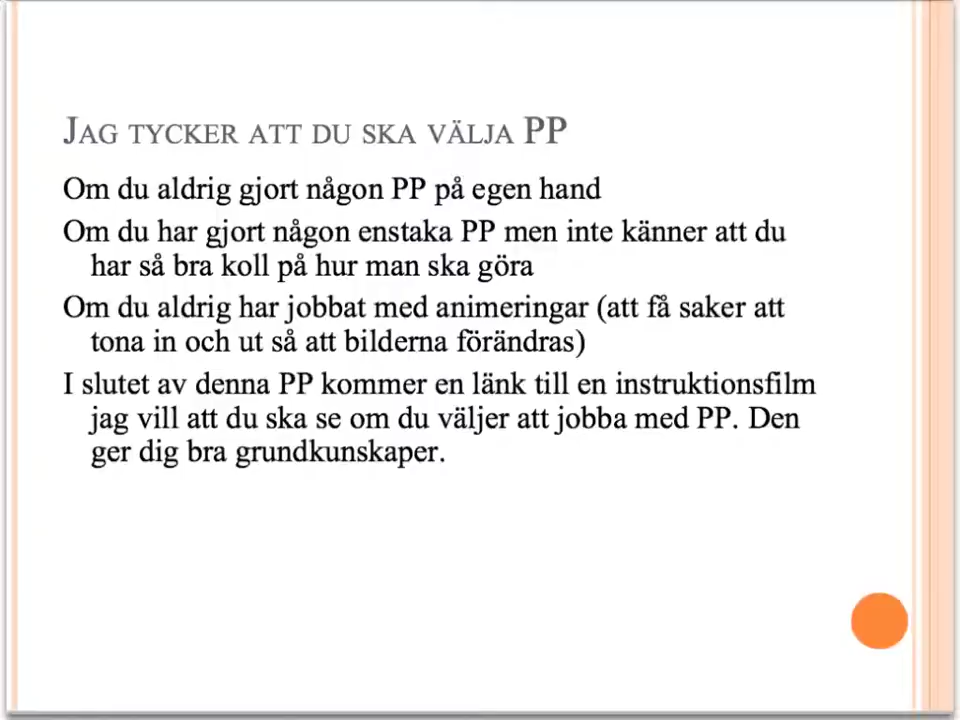 Jag tycker att du ska välja PP
Om du aldrig gjort någon PP på egen hand
Om du har gjort någon enstaka PP men inte känner att du
har så bra koll på hur man ska göra
Om du aldrig har jobbat med animeringar (att få saker att
tona in och ut så att bilderna förändras)
I slutet av denna PP kommer en länk till en instruktionsfilm
jag vill att du ska se om du väljer att jobba med PP. Den
ger dig bra grundkunskaper.